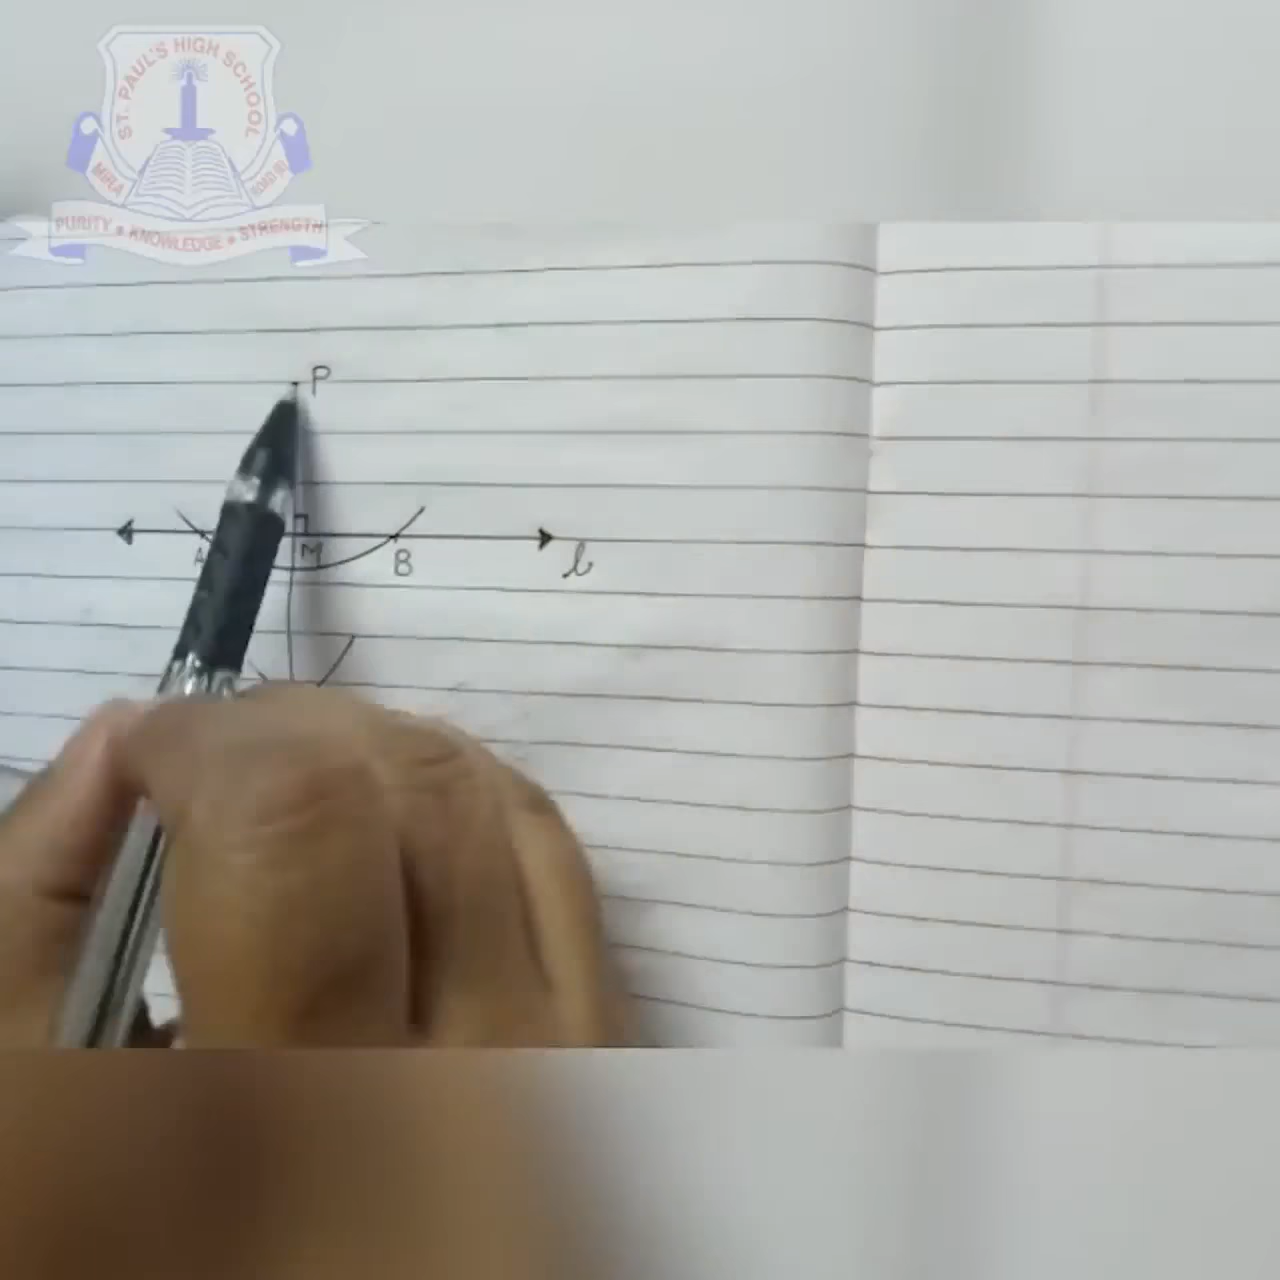 ST. PAUL'S HIGH SCHOOL
MIRA ROAD (E)
PURITY • KNOWLEDGE • STRENGTH
P
A M B l